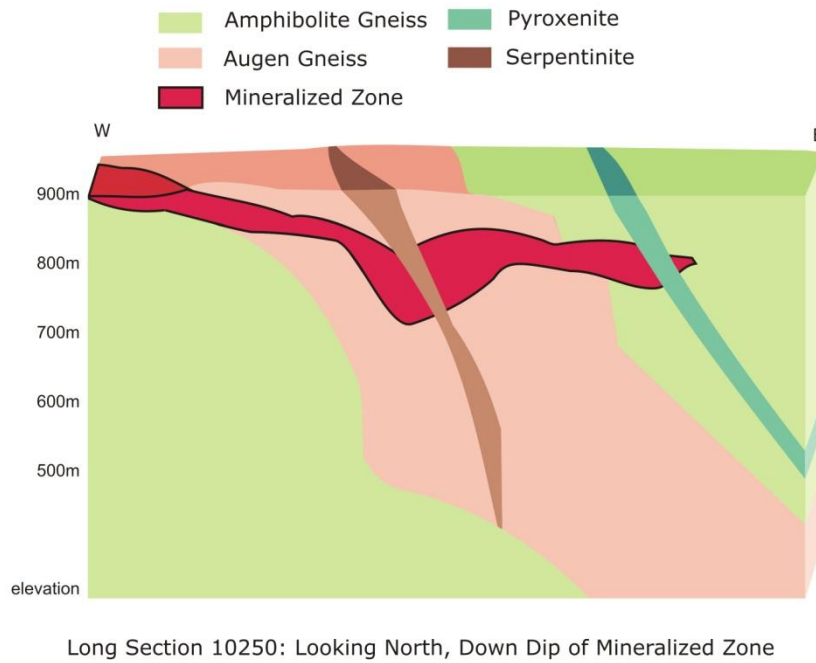 Amphibolite Gneiss
Pyroxenite
Augen Gneiss
Serpentinite
Mineralized Zone
W
900m
800m
700m
600m
500m
elevation
Long Section 10250: Looking North, Down Dip of Mineralized Zone